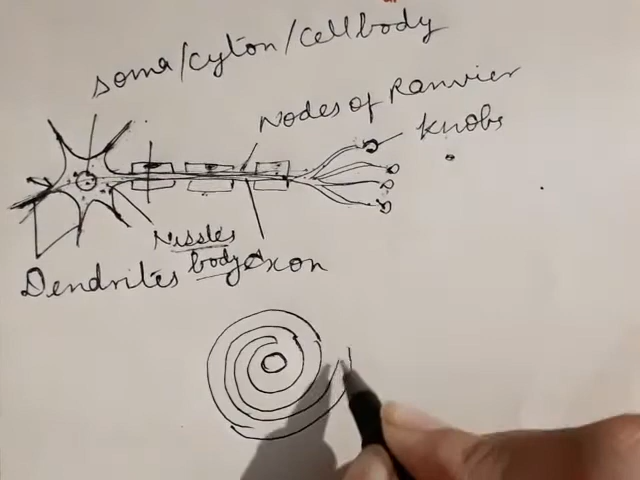 soma/cyton/cellbody
Nodes of Ranvier
Knobs
Nissles
body
Axon
Dendrites